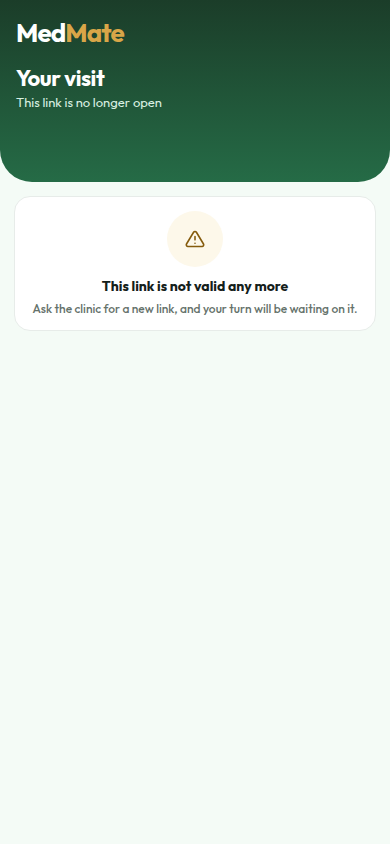 MedMate
Your visit
This link is no longer open
This link is not valid any more
Ask the clinic for a new link, and your turn will be waiting on it.